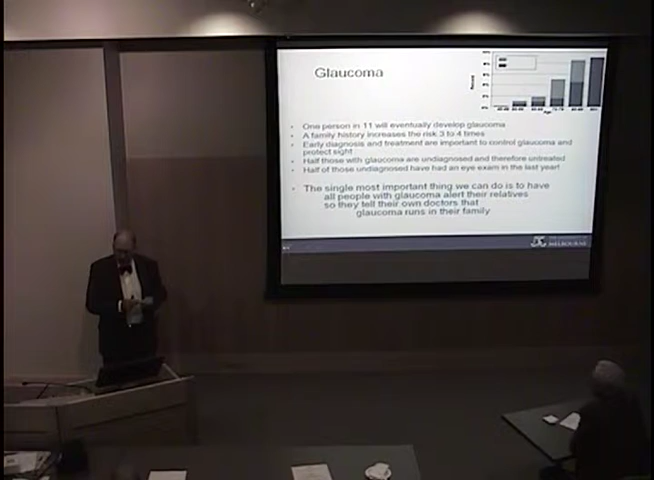 Glaucoma
One person in 11 will eventually develop glaucoma
A family history increases the risk 3 to 4 times
Early diagnosis and treatment are important to control glaucoma and
protect sight
Half those with glaucoma are undiagnosed and therefore untreated
Half of those undiagnosed have had an eye exam in the last year!
The single most important thing we can do is to have
all people with glaucoma alert their relatives
so they tell their own doctors that
glaucoma runs in their family
MELBOURNE